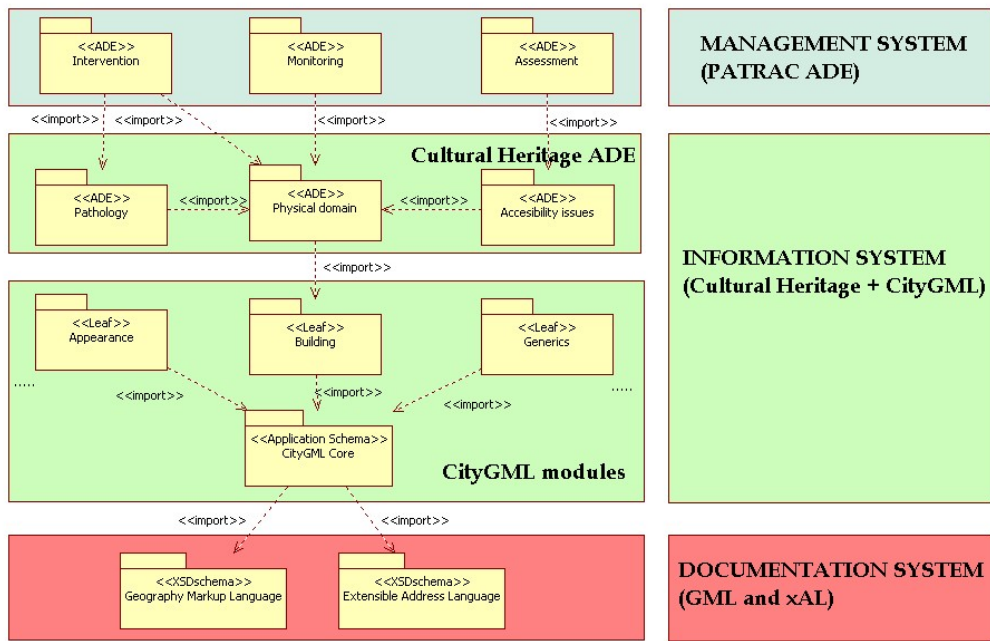 <<ADE>>
Intervention
<<ADE>>
Monitoring
<<ADE>>
Assessment
MANAGEMENT SYSTEM
(PATRAC ADE)
<<import>> <<import>> <<import>> <<import>>
Cultural Heritage ADE
<<ADE>>
Pathology
<<import>>
<<ADE>>
Physical domain
<<import>>
<<ADE>>
Accesibility issues
<<import>>
INFORMATION SYSTEM
(Cultural Heritage + CityGML)
<<Leaf>>
Appearance
<<Leaf>>
Building
<<Leaf>>
Generics
.....
.....
<<import>> <<import>> <<import>>
<<Application Schema>>
CityGML Core
CityGML modules
<<import>> <<import>>
<<XSDschema>>
Geography Markup Language
<<XSDschema>>
Extensible Address Language
DOCUMENTATION SYSTEM
(GML and xAL)